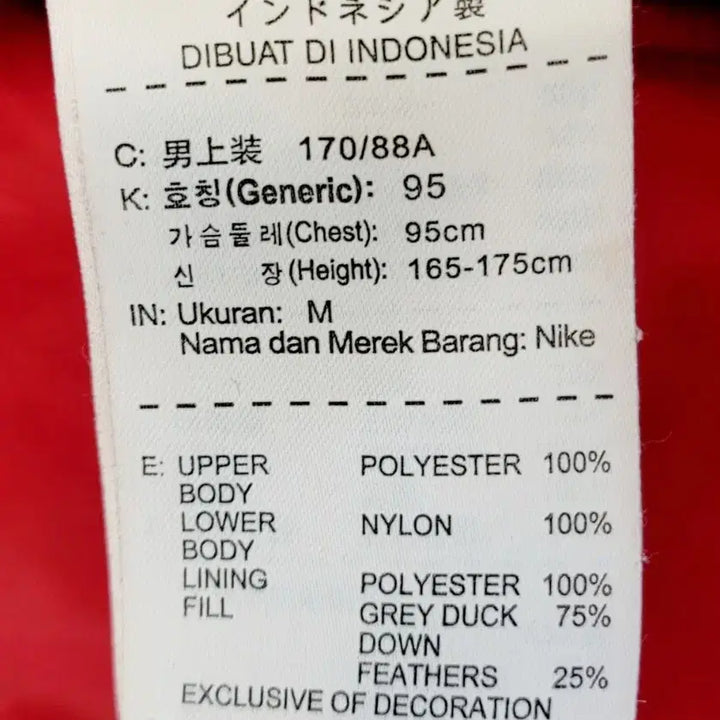 インドネシア製
DIBUAT DI INDONESIA
C: 男上装 170/88A
K: 호칭(Generic): 95
가슴둘레(Chest): 95cm
신 장(Height): 165-175cm
IN: Ukuran: M
Nama dan Merek Barang: Nike
E: UPPER BODY POLYESTER 100%
LOWER BODY NYLON 100%
LINING POLYESTER 100%
FILL GREY DUCK DOWN 75%
FEATHERS 25%
EXCLUSIVE OF DECORATION